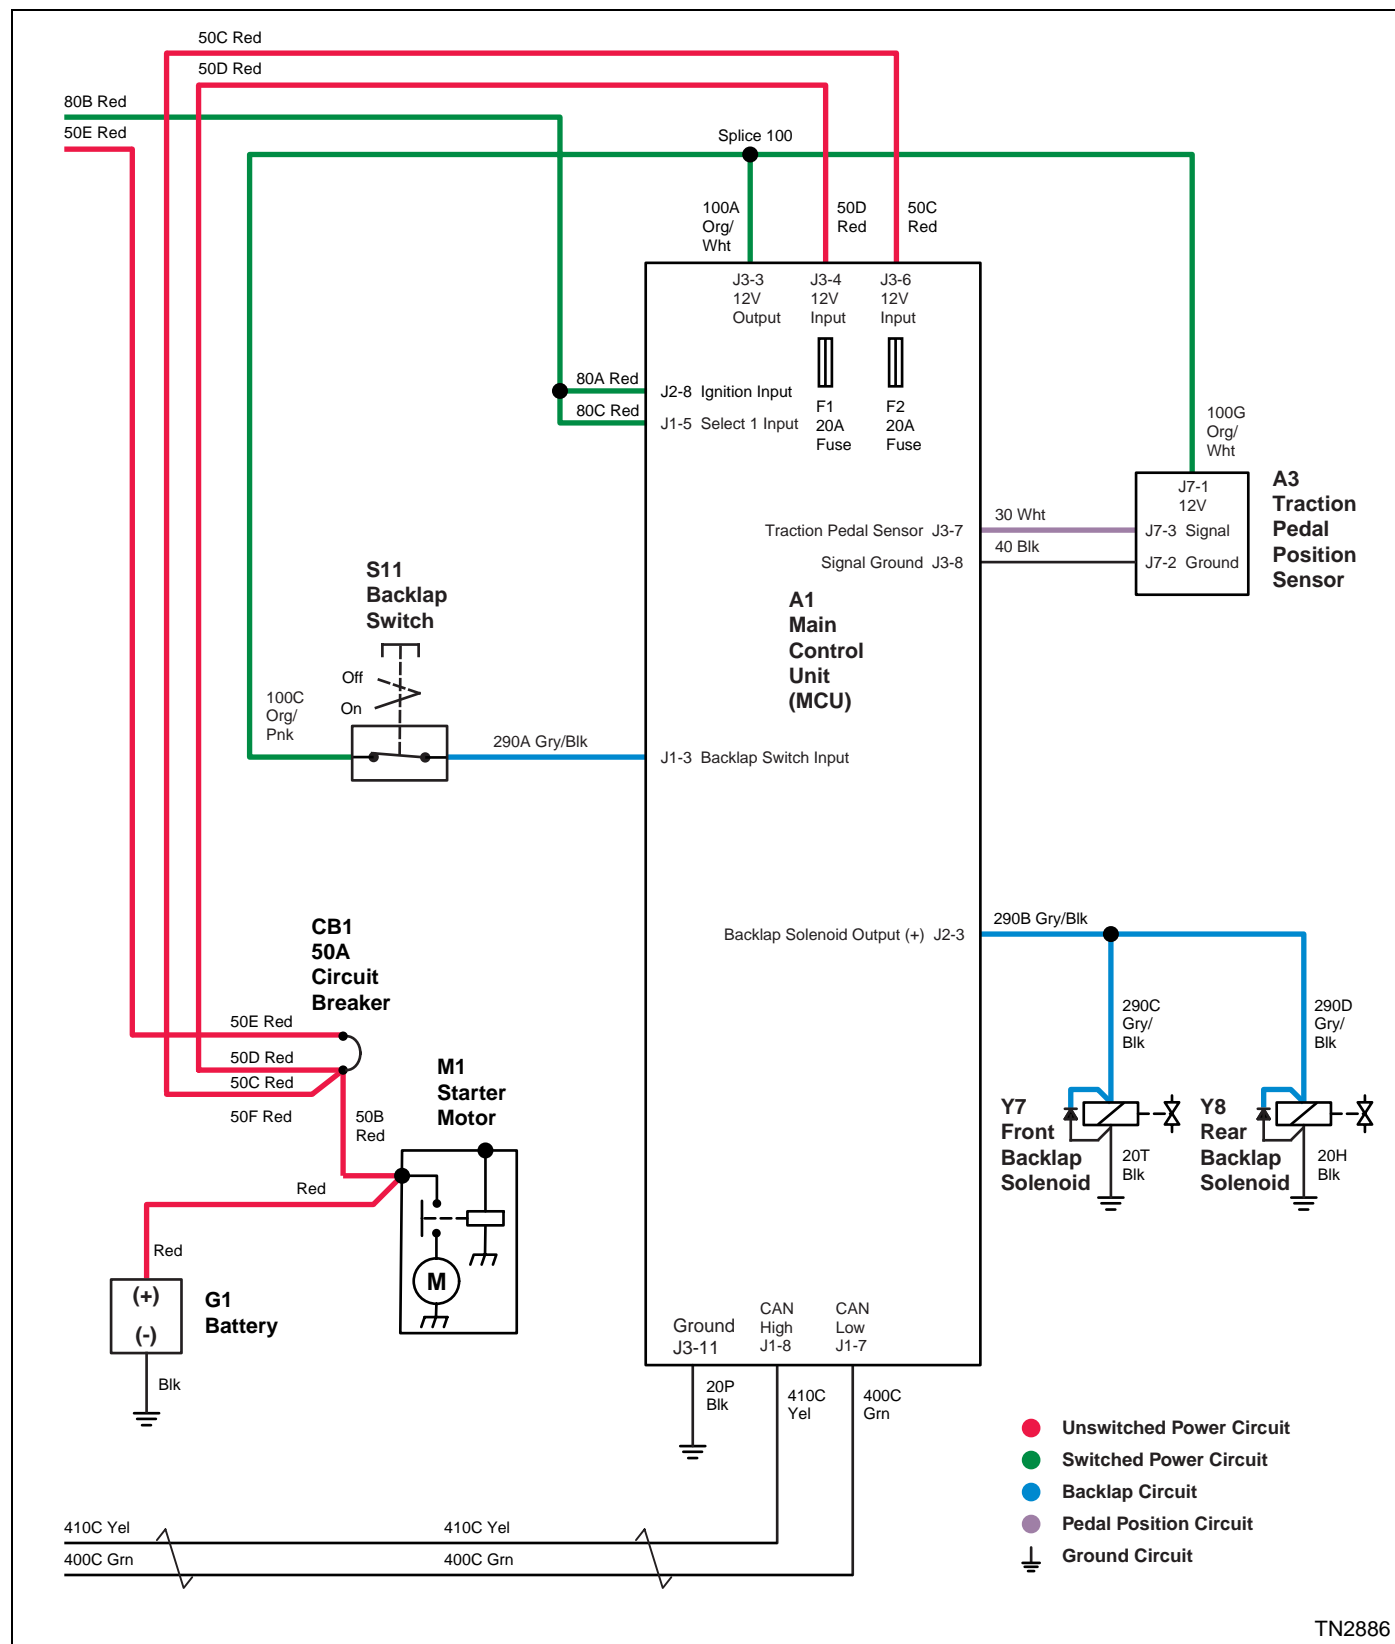 50C Red
50D Red
80B Red
50E Red
Splice 100
100A
Org/
Wht
50D
Red
50C
Red
J3-3
12V
Output
J3-4
12V
Input
J3-6
12V
Input
80A Red
J2-8 Ignition Input
80C Red
J1-5 Select 1 Input
F1
20A
Fuse
F2
20A
Fuse
100G
Org/
Wht
J7-1
12V
A3
Traction
Pedal
Position
Sensor
Traction Pedal Sensor J3-7
30 Wht
J7-3 Signal
Signal Ground J3-8
40 Blk
J7-2 Ground
S11
Backlap
Switch
A1
Main
Control
Unit
(MCU)
Off
On
100C
Org/
Pnk
290A Gry/Blk
J1-3 Backlap Switch Input
CB1
50A
Circuit
Breaker
Backlap Solenoid Output (+) J2-3
290B Gry/Blk
290C
Gry/
Blk
290D
Gry/
Blk
50E Red
50D Red
50C Red
50F Red
50B
Red
M1
Starter
Motor
Y7
Front
Backlap
Solenoid
20T
Blk
Y8
Rear
Backlap
Solenoid
20H
Blk
Red
Red
M
(+)
(-)
G1
Battery
Blk
Ground
J3-11
CAN
High
J1-8
CAN
Low
J1-7
20P
Blk
410C
Yel
400C
Grn
Unswitched Power Circuit
Switched Power Circuit
Backlap Circuit
Pedal Position Circuit
Ground Circuit
410C Yel
410C Yel
400C Grn
400C Grn
TN2886